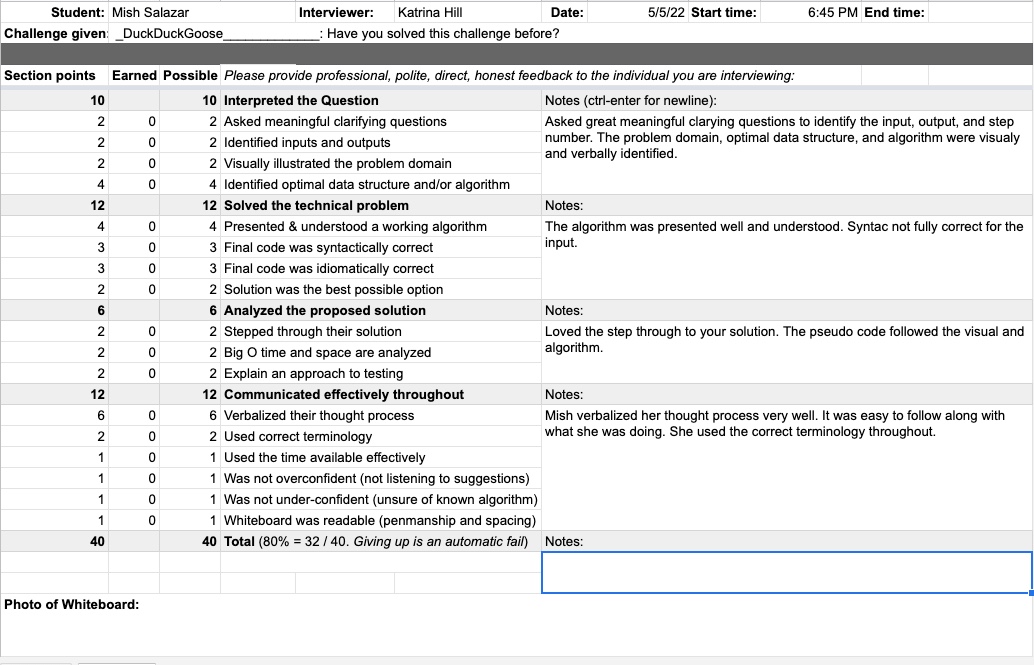 Student: Mish Salazar Interviewer: Katrina Hill Date: 5/5/22 Start time: 6:45 PM End time:
Challenge given: _DuckDuckGoose_____________: Have you solved this challenge before?
Section points Earned Possible Please provide professional, polite, direct, honest feedback to the individual you are interviewing:
10 10 Interpreted the Question Notes (ctrl-enter for newline):
2 0 2 Asked meaningful clarifying questions
2 0 2 Identified inputs and outputs
2 0 2 Visually illustrated the problem domain
4 0 4 Identified optimal data structure and/or algorithm
Asked great meaningful clarying questions to identify the input, output, and step
number. The problem domain, optimal data structure, and algorithm were visualy
and verbally identified.
12 12 Solved the technical problem Notes:
4 0 4 Presented & understood a working algorithm
3 0 3 Final code was syntactically correct
3 0 3 Final code was idiomatically correct
2 0 2 Solution was the best possible option
The algorithm was presented well and understood. Syntac not fully correct for the
input.
6 6 Analyzed the proposed solution Notes:
2 0 2 Stepped through their solution
2 0 2 Big O time and space are analyzed
2 0 2 Explain an approach to testing
Loved the step through to your solution. The pseudo code followed the visual and
algorithm.
12 12 Communicated effectively throughout Notes:
6 0 6 Verbalized their thought process
2 0 2 Used correct terminology
1 0 1 Used the time available effectively
1 0 1 Was not overconfident (not listening to suggestions)
1 0 1 Was not under-confident (unsure of known algorithm)
1 0 1 Whiteboard was readable (penmanship and spacing)
Mish verbalized her thought process very well. It was easy to follow along with
what she was doing. She used the correct terminology throughout.
40 40 Total (80% = 32 / 40. Giving up is an automatic fail) Notes:
Photo of Whiteboard: